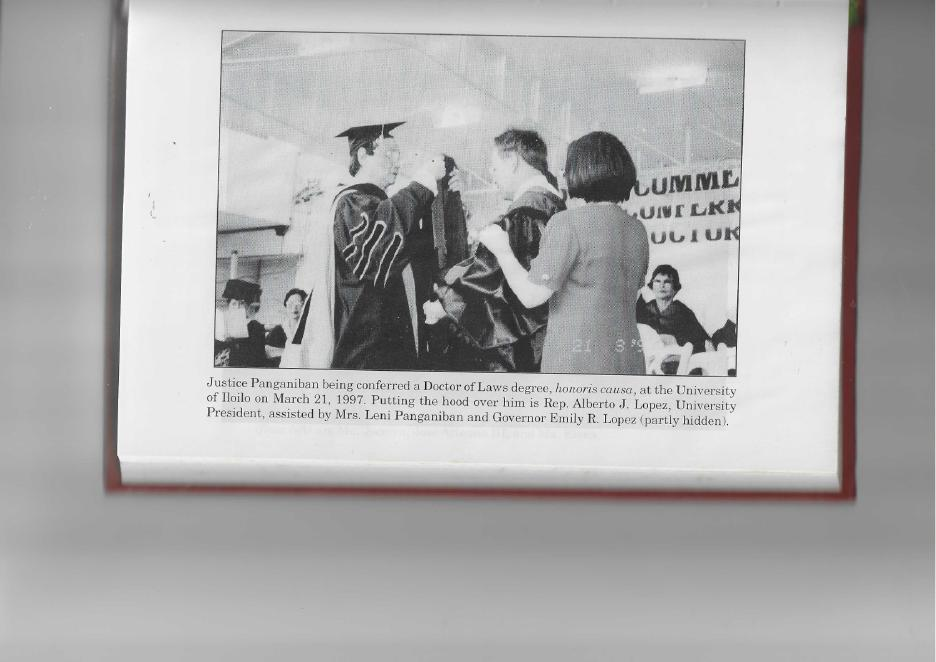 CUMME
CONFERR
DOCTOR
21 3 '9
Justice Panganiban being conferred a Doctor of Laws degree, honoris causa, at the University
of Iloilo on March 21, 1997. Putting the hood over him is Rep. Alberto J. Lopez, University
President, assisted by Mrs. Leni Panganiban and Governor Emily R. Lopez (partly hidden).